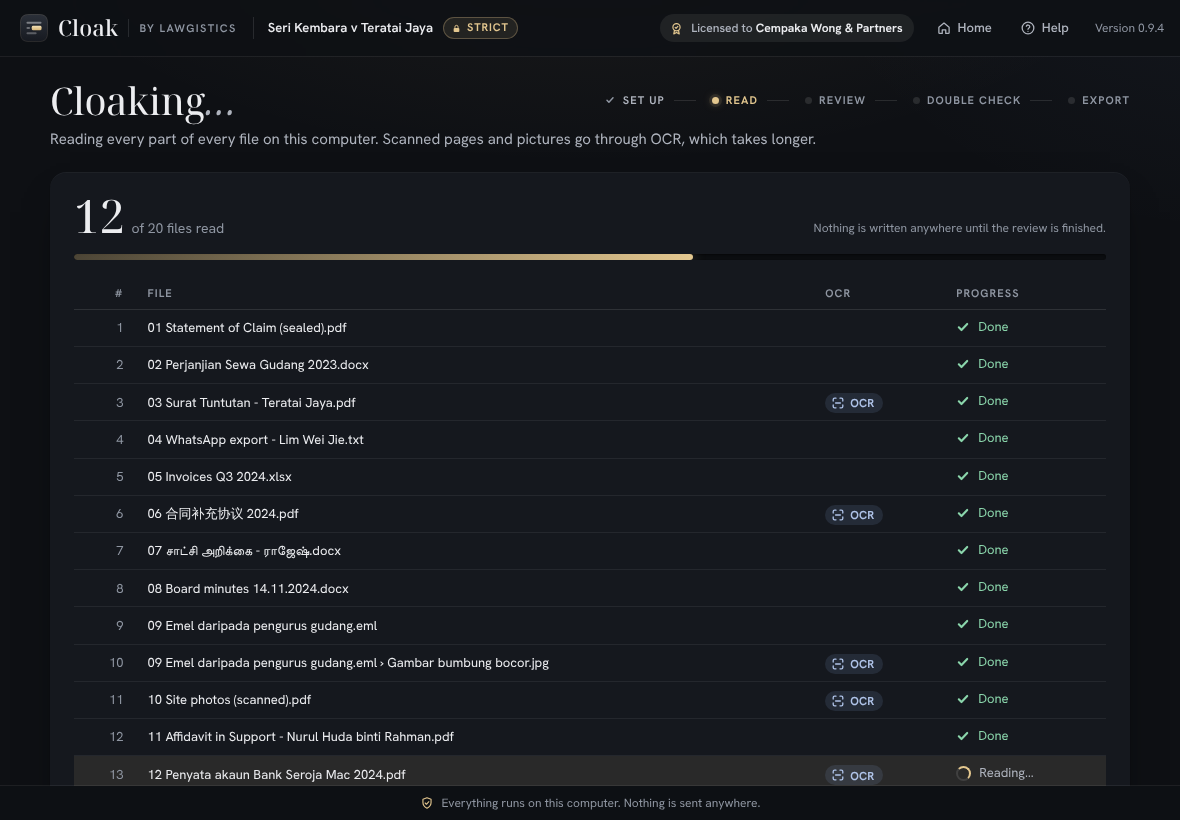 Cloak BY LAWGISTICS Seri Kembara v Teratai Jaya STRICT Licensed to Cempaka Wong & Partners Home Help Version 0.9.4
Cloaking...
SET UP READ REVIEW DOUBLE CHECK EXPORT
Reading every part of every file on this computer. Scanned pages and pictures go through OCR, which takes longer.
12 of 20 files read
Nothing is written anywhere until the review is finished.
# FILE OCR PROGRESS
1 01 Statement of Claim (sealed).pdf Done
2 02 Perjanjian Sewa Gudang 2023.docx Done
3 03 Surat Tuntutan - Teratai Jaya.pdf OCR Done
4 04 WhatsApp export - Lim Wei Jie.txt Done
5 05 Invoices Q3 2024.xlsx Done
6 06 合同补充协议 2024.pdf OCR Done
7 07 சாட்சி அறிக்கை - ராஜேஷ்.docx Done
8 08 Board minutes 14.11.2024.docx Done
9 09 Emel daripada pengurus gudang.eml Done
10 09 Emel daripada pengurus gudang.eml › Gambar bumbung bocor.jpg OCR Done
11 10 Site photos (scanned).pdf OCR Done
12 11 Affidavit in Support - Nurul Huda binti Rahman.pdf Done
13 12 Penyata akaun Bank Seroja Mac 2024.pdf OCR Reading...
Everything runs on this computer. Nothing is sent anywhere.